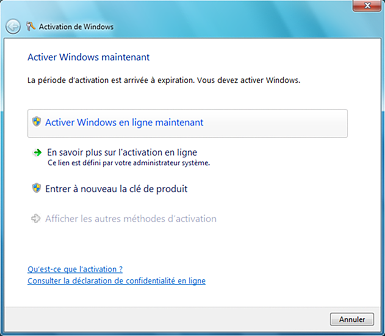 Activation de Windows
Activer Windows maintenant
La période d'activation est arrivée à expiration. Vous devez activer Windows.
Activer Windows en ligne maintenant
En savoir plus sur l'activation en ligne
Ce lien est défini par votre administrateur système.
Entrer à nouveau la clé de produit
Afficher les autres méthodes d'activation
Qu'est-ce que l'activation ?
Consulter la déclaration de confidentialité en ligne
Annuler